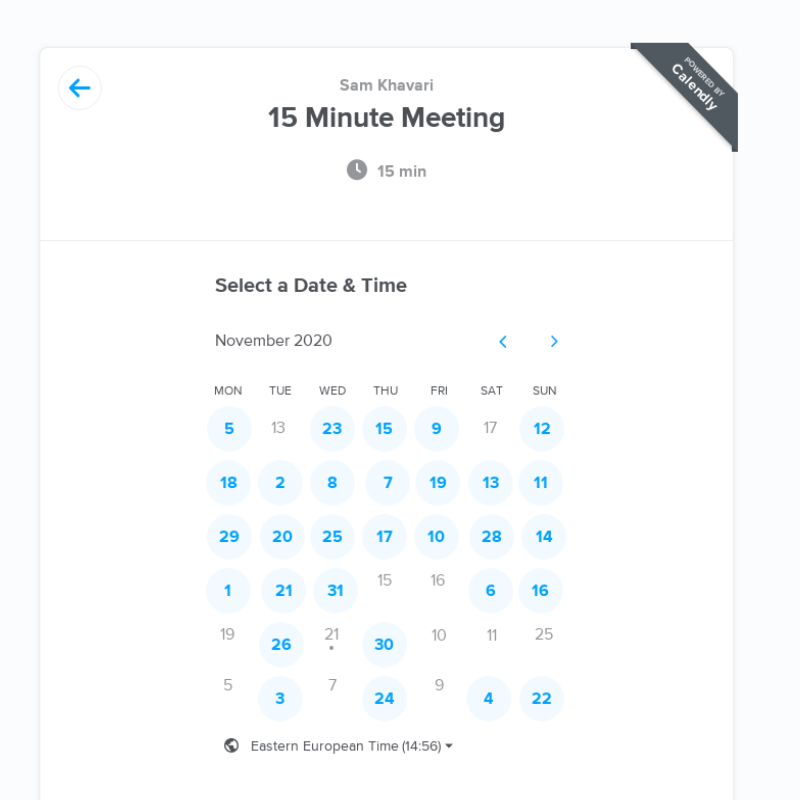 POWERED BY
Calendly
Sam Khavari
15 Minute Meeting
15 min
Select a Date & Time
November 2020
MON TUE WED THU FRI SAT SUN
5 13 23 15 9 17 12
18 2 8 7 19 13 11
29 20 25 17 10 28 14
1 21 31 15 16 6 16
19 26 21 30 10 11 25
5 3 7 24 9 4 22
Eastern European Time (14:56)